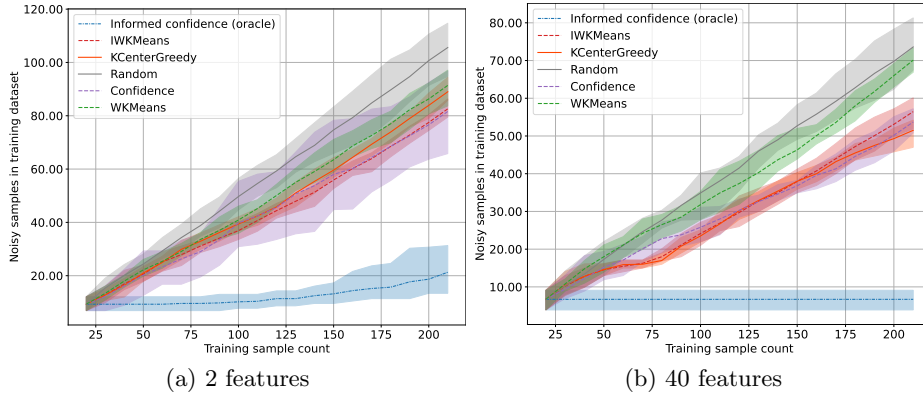 120.00
100.00
80.00
60.00
40.00
20.00
Noisy samples in training dataset
Informed confidence (oracle)
IWKMeans
KCenterGreedy
Random
Confidence
WKMeans
25 50 75 100 125 150 175 200
Training sample count
(a) 2 features
80.00
70.00
60.00
50.00
40.00
30.00
20.00
10.00
Noisy samples in training dataset
Informed confidence (oracle)
IWKMeans
KCenterGreedy
Random
Confidence
WKMeans
25 50 75 100 125 150 175 200
Training sample count
(b) 40 features